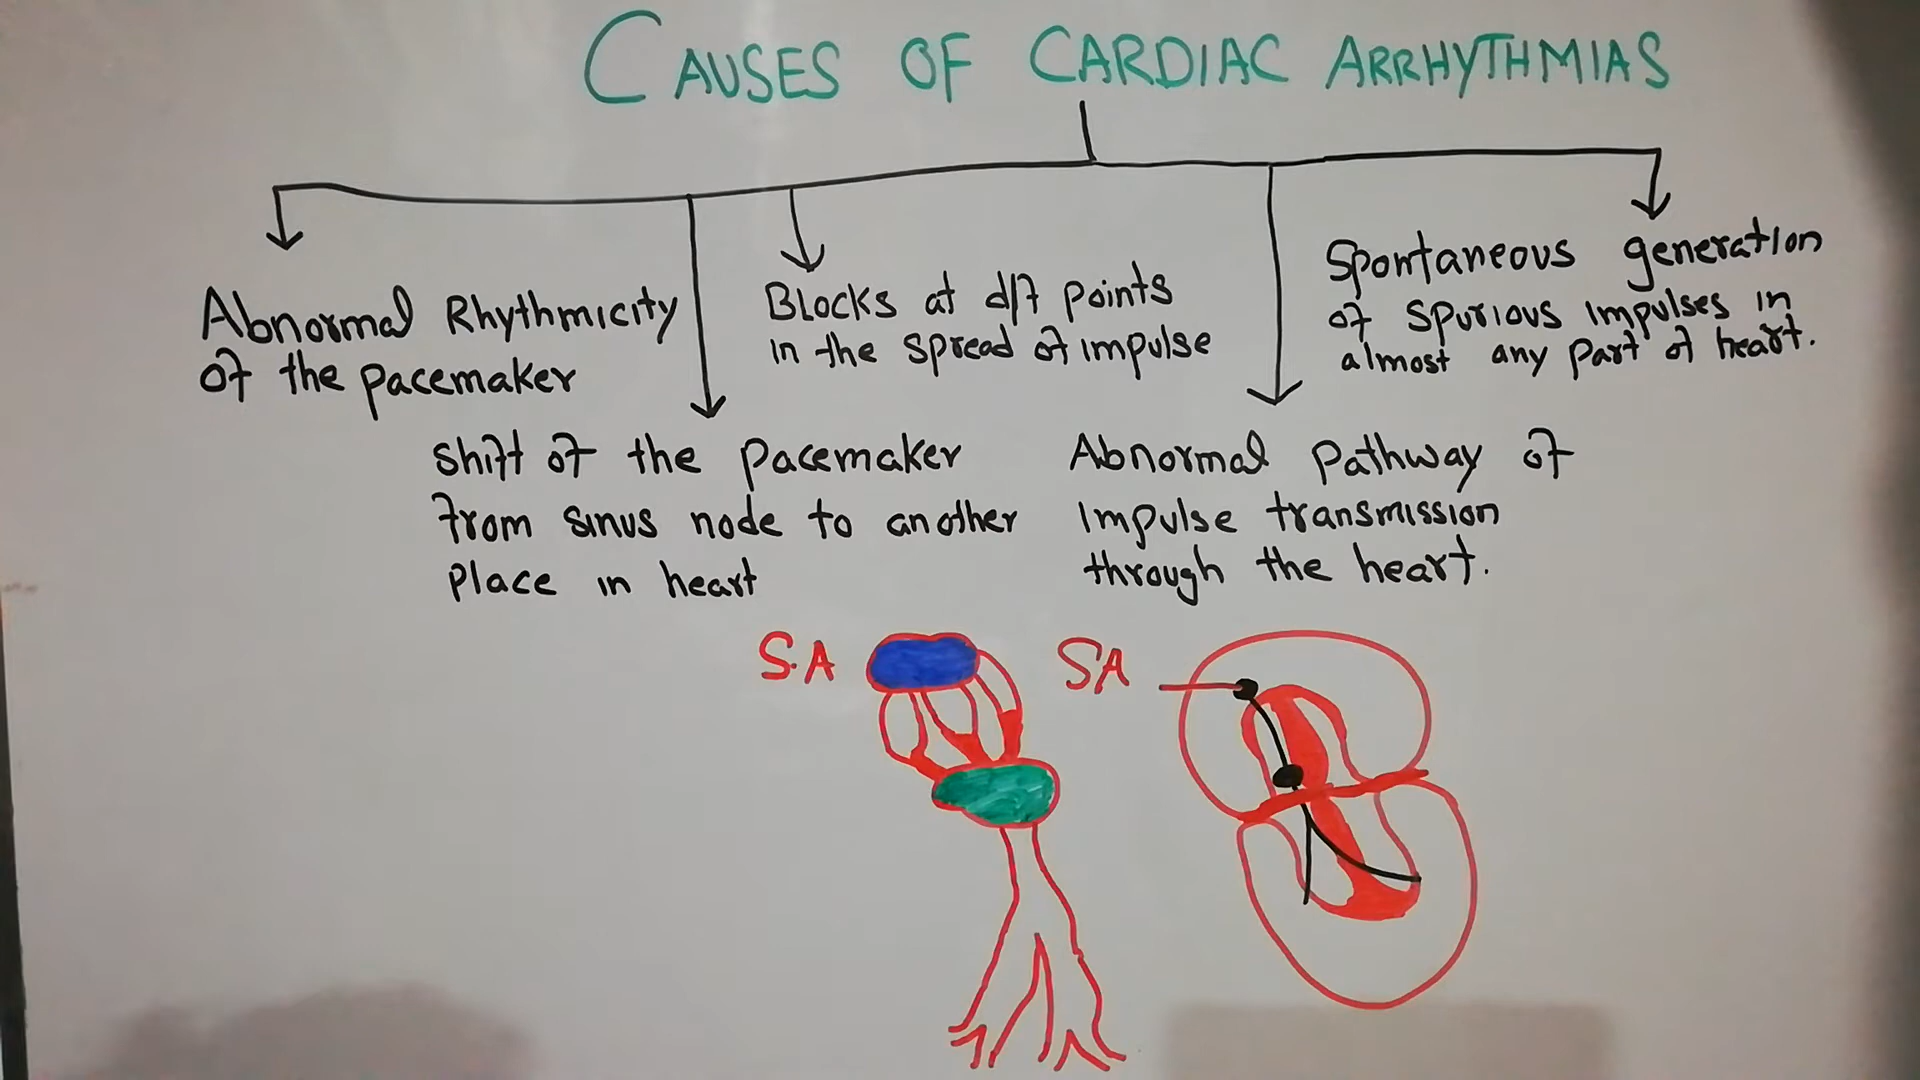 CAUSES OF CARDIAC ARRHYTHMIAS
Abnormal Rhythmicity
of the pacemaker
Shift of the pacemaker
from sinus node to another
place in heart
Blocks at d/f points
in the spread of impulse
Abnormal pathway of
impulse transmission
through the heart.
Spontaneous generation
of spurious impulses in
almost any part of heart.
S.A
SA